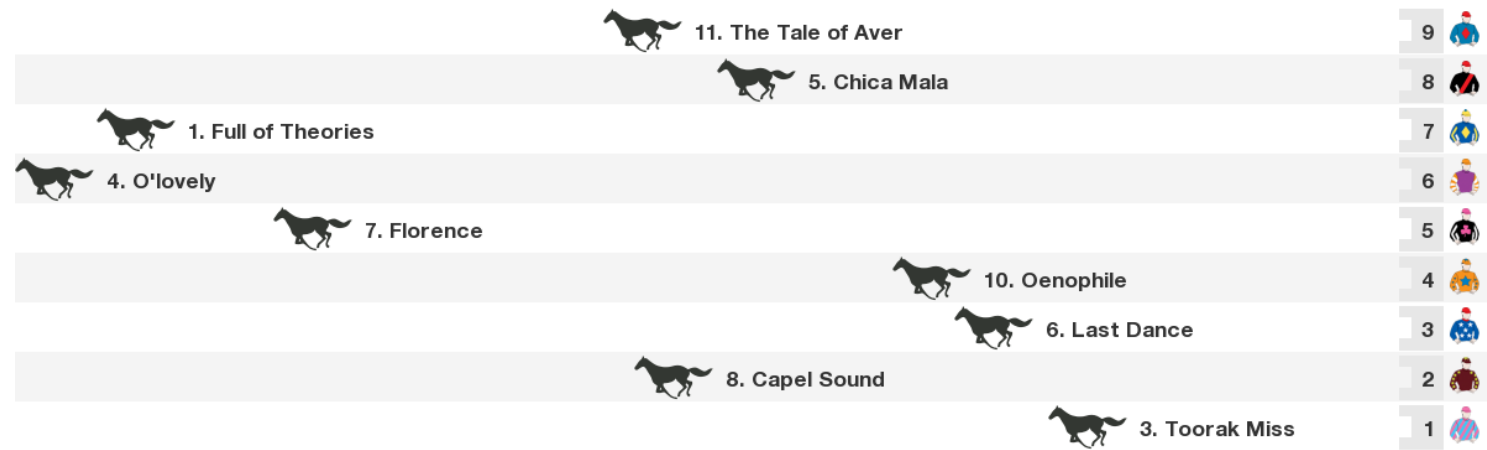 11. The Tale of Aver 9
5. Chica Mala 8
1. Full of Theories 7
4. O'lovely 6
7. Florence 5
10. Oenophile 4
6. Last Dance 3
8. Capel Sound 2
3. Toorak Miss 1